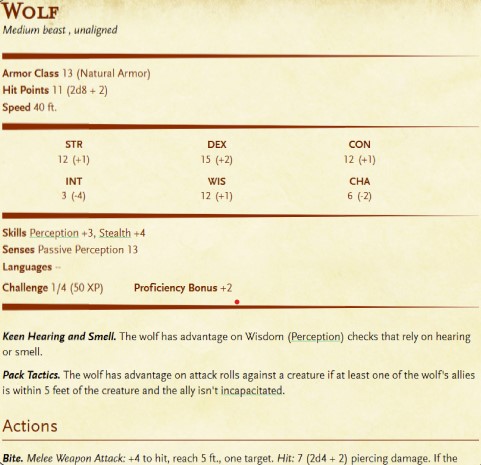 WOLF
Medium beast , unaligned
Armor Class 13 (Natural Armor)
Hit Points 11 (2d8 + 2)
Speed 40 ft.
STR DEX CON
12 (+1) 15 (+2) 12 (+1)
INT WIS CHA
3 (-4) 12 (+1) 6 (-2)
Skills Perception +3, Stealth +4
Senses Passive Perception 13
Languages --
Challenge 1/4 (50 XP) Proficiency Bonus +2
Keen Hearing and Smell. The wolf has advantage on Wisdom (Perception) checks that rely on hearing
or smell.
Pack Tactics. The wolf has advantage on attack rolls against a creature if at least one of the wolf's allies
is within 5 feet of the creature and the ally isn't incapacitated.
Actions
Bite. Melee Weapon Attack: +4 to hit, reach 5 ft., one target. Hit: 7 (2d4 + 2) piercing damage. If the